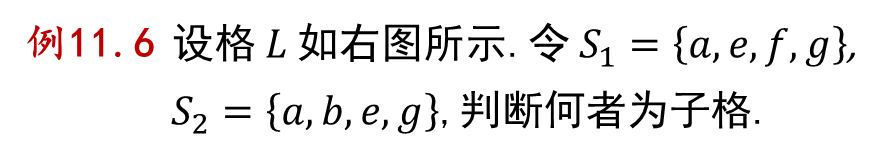 例11.6 设格 L 如右图所示.令 S₁ = {a, e, f, g},
S₂ = {a, b, e, g},判断何者为子格.